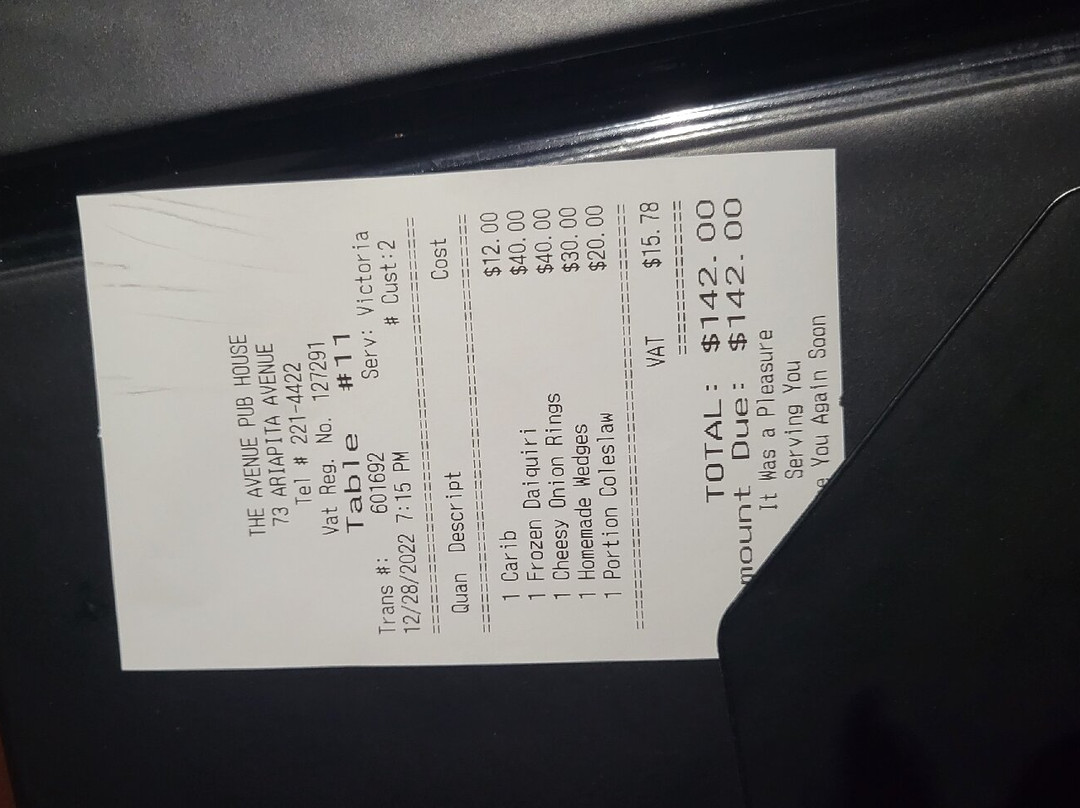 THE AVENUE PUB HOUSE
73 ARIAPITA AVENUE
Tel # 221-4422
Vat Reg. No. 127291
Table #11
Trans #: 601692 Serv: Victoria
12/28/2022 7:15 PM # Cust:2
========================================
Quan Descript Cost
========================================
1 Carib $12.00
1 Frozen Daiquiri $40.00
1 Cheesy Onion Rings $40.00
1 Homemade Wedges $30.00
1 Portion Coleslaw $20.00
========================================
VAT $15.78
==============
TOTAL: $142.00
mount Due: $142.00
It Was a Pleasure
Serving You
e You Again Soon